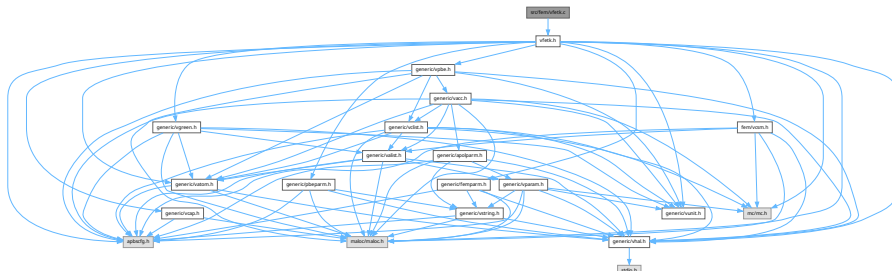 src/fem/vfetk.c
vfetk.h
generic/vpbe.h
generic/vacc.h
generic/vgreen.h
generic/vclist.h
fem/vcsm.h
generic/valist.h
generic/apolparm.h
generic/vatom.h
generic/pbeparm.h
generic/femparm.h
generic/vparam.h
generic/vcap.h
generic/vstring.h
generic/vunit.h
mc/mc.h
apbscfg.h
maloc/maloc.h
generic/vhal.h
stdio.h